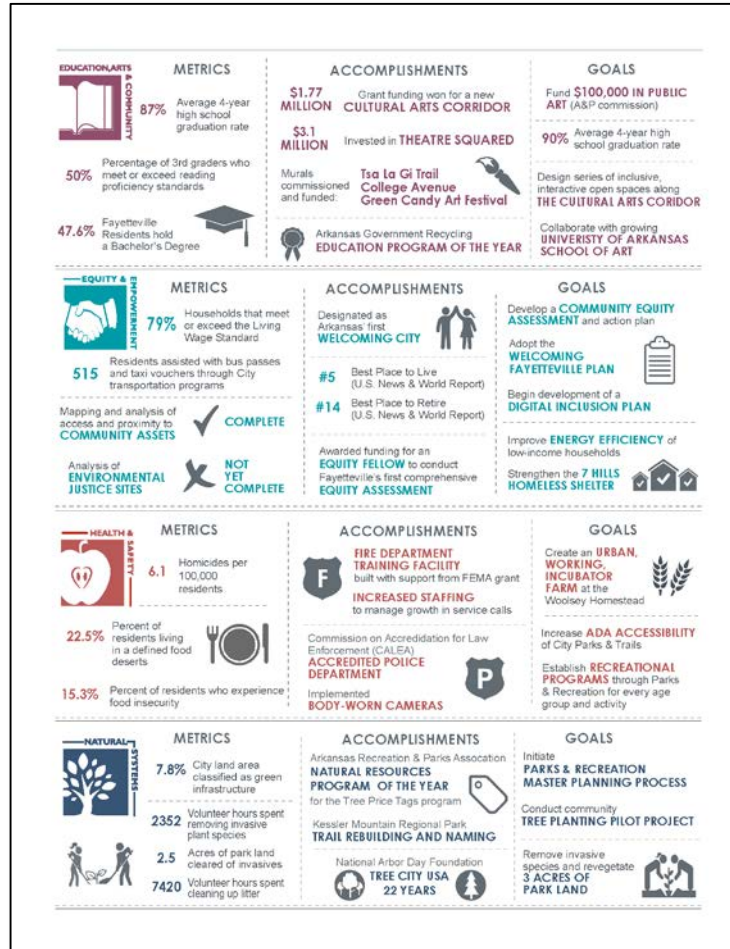 EDUCATION, ARTS
& COMMUNITY
METRICS
87%
Average 4-year
high school
graduation rate
50%
Percentage of 3rd graders who
meet or exceed reading
proficiency standards
47.6%
Fayetteville
Residents hold
a Bachelor's Degree
ACCOMPLISHMENTS
$1.77
MILLION
Grant funding won for a new
CULTURAL ARTS CORRIDOR
$3.1
MILLION
Invested in THEATRE SQUARED
Murals
commissioned
and funded:
Tsa La Gi Trail
College Avenue
Green Candy Art Festival
Arkansas Government Recycling
EDUCATION PROGRAM OF THE YEAR
GOALS
Fund $100,000 IN PUBLIC
ART (A&P commission)
90%
Average 4-year high
school graduation rate
Design series of inclusive,
interactive open spaces along
THE CULTURAL ARTS CORIDOR
Collaborate with growing
UNIVERISTY OF ARKANSAS
SCHOOL OF ART
EQUITY &
EMPOWERMENT
METRICS
79%
Households that meet
or exceed the Living
Wage Standard
515
Residents assisted with bus passes
and taxi vouchers through City
transportation programs
Mapping and analysis of
access and proximity to
COMMUNITY ASSETS
COMPLETE
Analysis of
ENVIRONMENTAL
JUSTICE SITES
NOT
YET
COMPLETE
ACCOMPLISHMENTS
Designated as
Arkansas' first
WELCOMING CITY
#5
Best Place to Live
(U.S. News & World Report)
#14
Best Place to Retire
(U.S. News & World Report)
Awarded funding for an
EQUITY FELLOW to conduct
Fayetteville's first comprehensive
EQUITY ASSESSMENT
GOALS
Develop a COMMUNITY EQUITY
ASSESSMENT and action plan
Adopt the
WELCOMING
FAYETTEVILLE PLAN
Begin development of a
DIGITAL INCLUSION PLAN
Improve ENERGY EFFICIENCY of
low-income households
Strengthen the 7 HILLS
HOMELESS SHELTER
HEALTH &
SAFETY
METRICS
6.1
Homicides per
100,000
residents
22.5%
Percent of
residents living
in a defined food
deserts
15.3%
Percent of residents who experience
food insecurity
ACCOMPLISHMENTS
F
FIRE DEPARTMENT
TRAINING FACILITY
built with support from FEMA grant
INCREASED STAFFING
to manage growth in service calls
Commission on Accredidation for Law
Enforcement (CALEA)
ACCREDITED POLICE
DEPARTMENT
P
Implemented
BODY-WORN CAMERAS
GOALS
Create an URBAN,
WORKING,
INCUBATOR
FARM at the
Woolsey Homestead
Increase ADA ACCESSIBILITY
of City Parks & Trails
Establish RECREATIONAL
PROGRAMS through Parks
& Recreation for every age
group and activity
NATURAL
SYSTEMS
METRICS
7.8%
City land area
classified as green
infrastructure
2352
Volunteer hours spent
removing invasive
plant species
2.5
Acres of park land
cleared of invasives
7420
Volunteer hours spent
cleaning up litter
ACCOMPLISHMENTS
Arkansas Recreation & Parks Assocation
NATURAL RESOURCES
PROGRAM OF THE YEAR
for the Tree Price Tags program
Kessler Mountain Regional Park
TRAIL REBUILDING AND NAMING
National Arbor Day Foundation
TREE CITY USA
22 YEARS
GOALS
Initiate
PARKS & RECREATION
MASTER PLANNING PROCESS
Conduct community
TREE PLANTING PILOT PROJECT
Remove invasive
species and revegetate
3 ACRES OF
PARK LAND